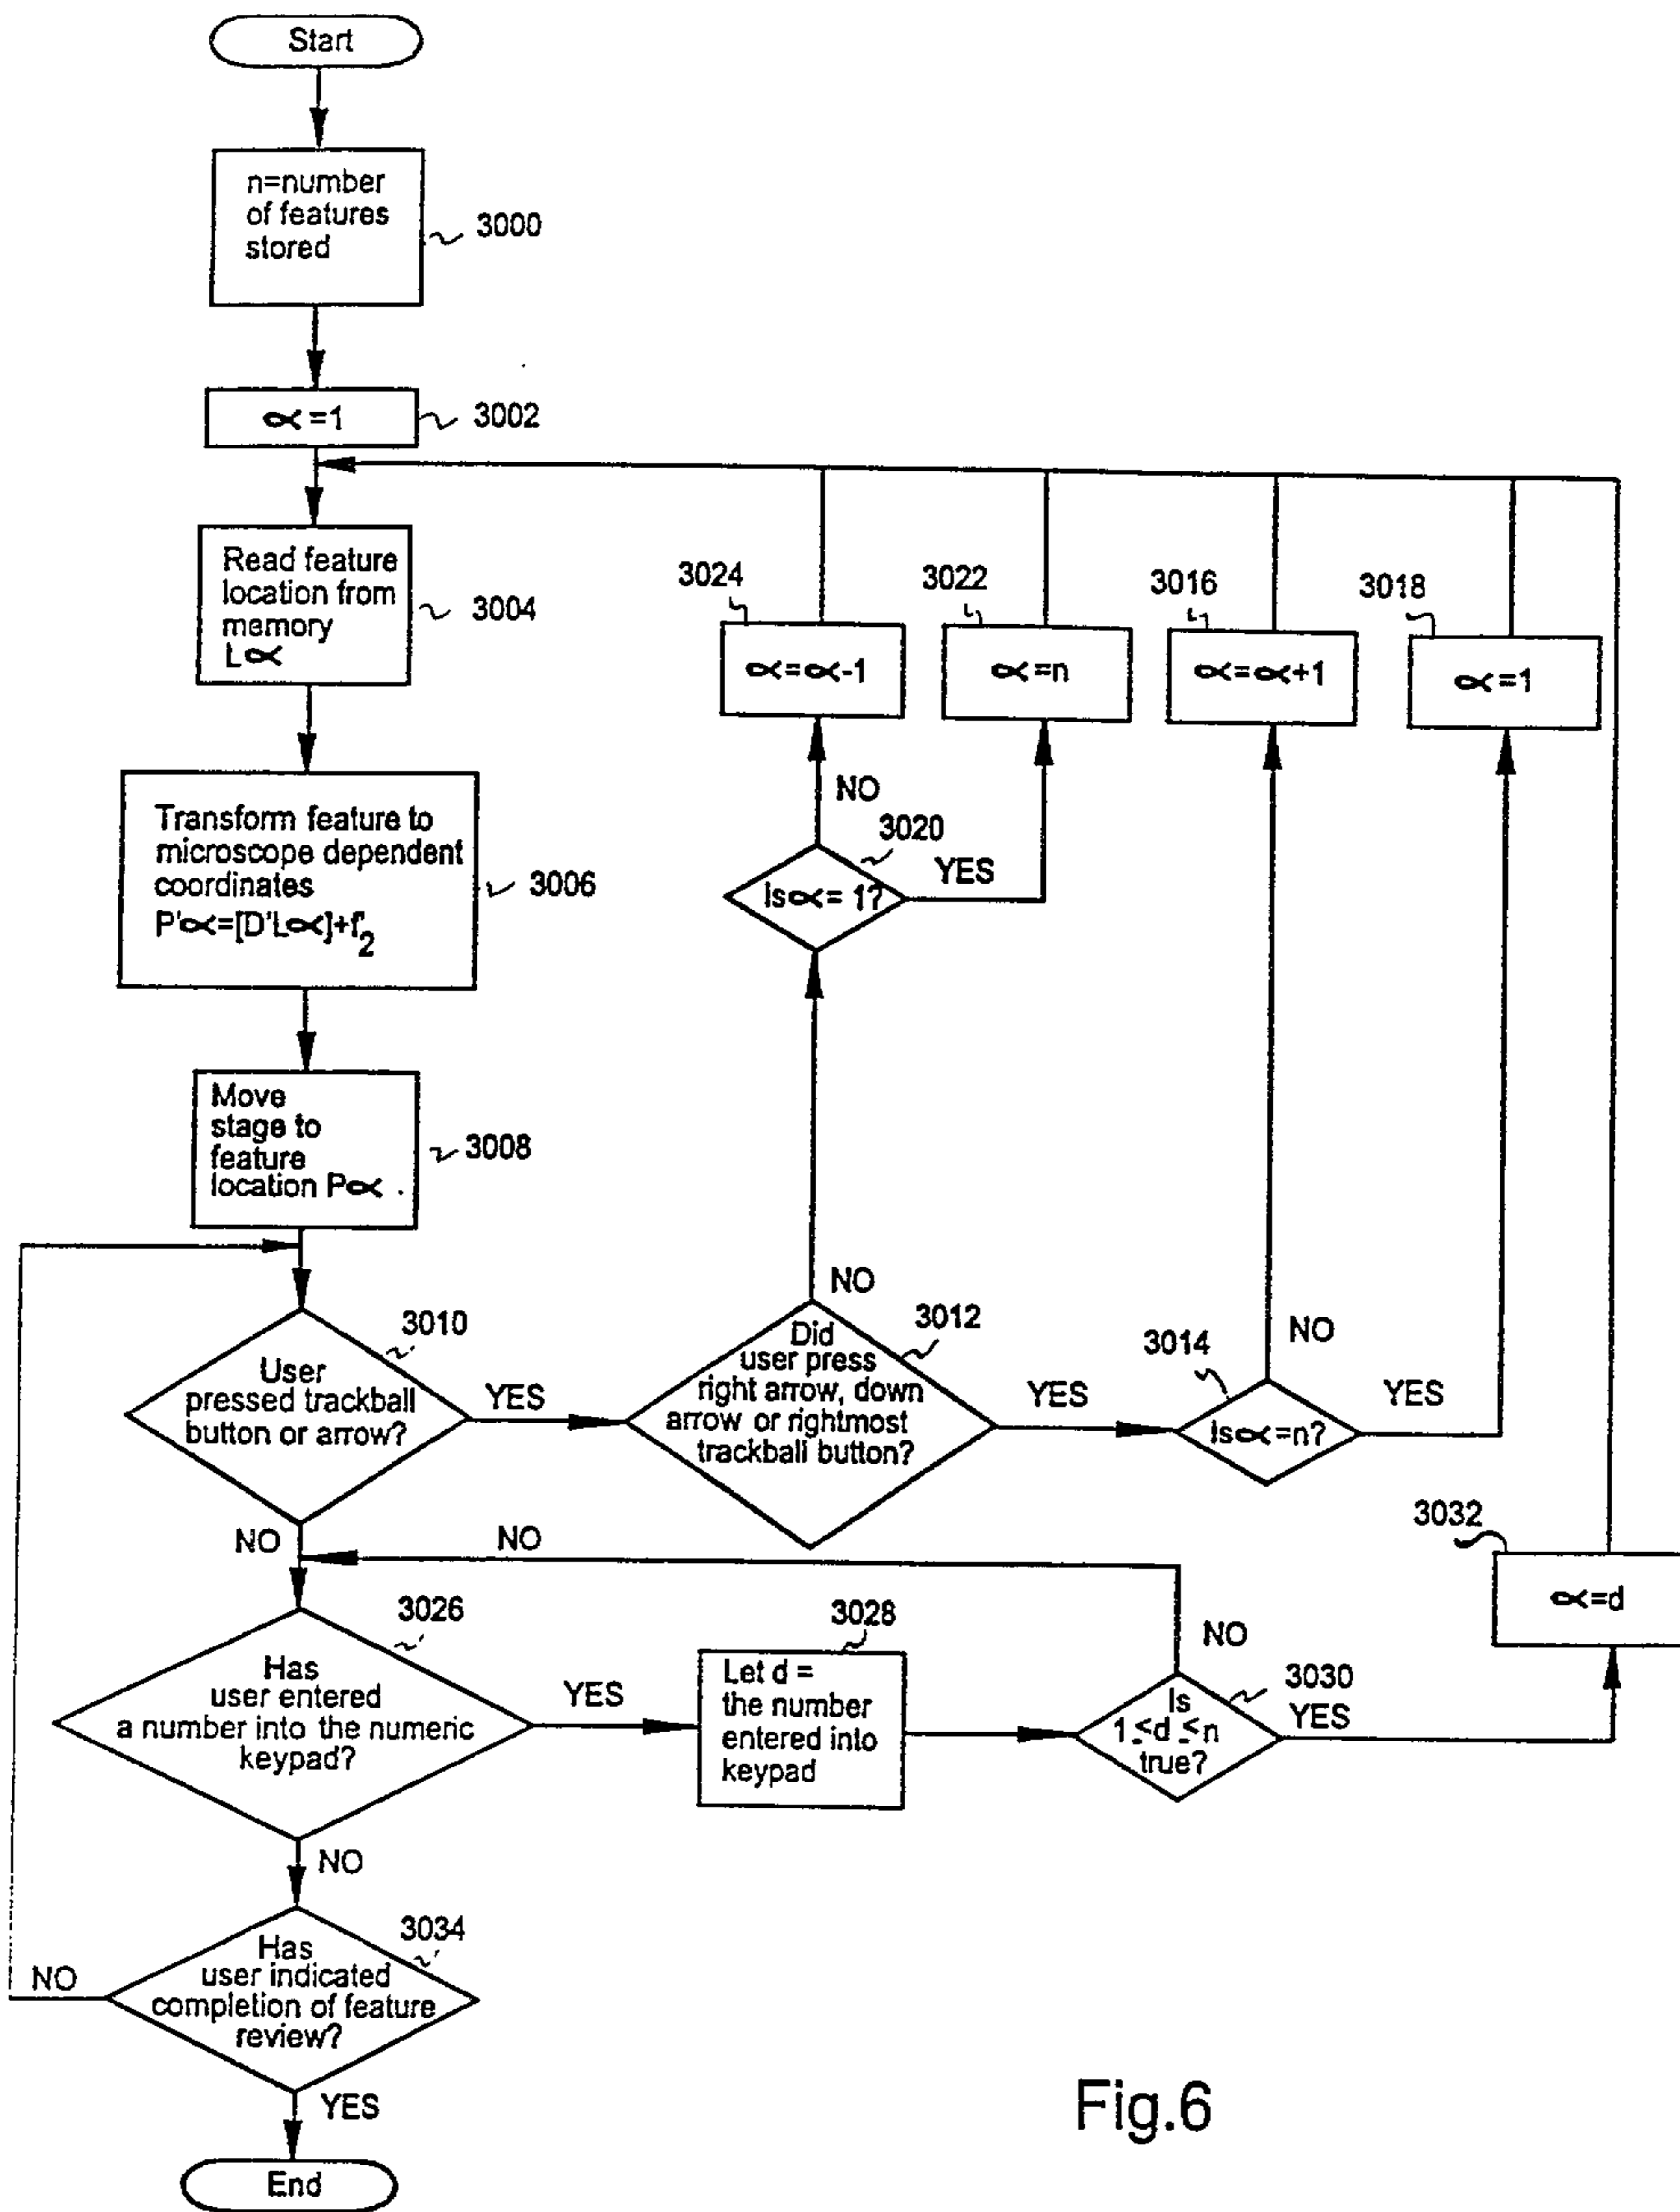 Start
n=number
of features
stored
3000
∝=1
3002
Read feature
location from
memory
L∝
3004
Transform feature to
microscope dependent
coordinates
P'∝=[D'L∝]+f'2
3006
Move
stage to
feature
location P∝
3008
3024
∝=∝-1
3022
∝=n
3016
∝=∝+1
3018
∝=1
NO
3020
Is∝= 1?
YES
NO
3010
User
pressed trackball
button or arrow?
YES
3012
Did
user press
right arrow, down
arrow or rightmost
trackball button?
YES
3014
NO
Is∝=n?
YES
NO
NO
3032
∝=d
3026
Has
user entered
a number into the numeric
keypad?
YES
3028
Let d =
the number
entered into
keypad
NO
3030
Is
1≤d≤n
true?
YES
NO
3034
Has
user indicated
completion of feature
review?
NO
YES
End
Fig.6